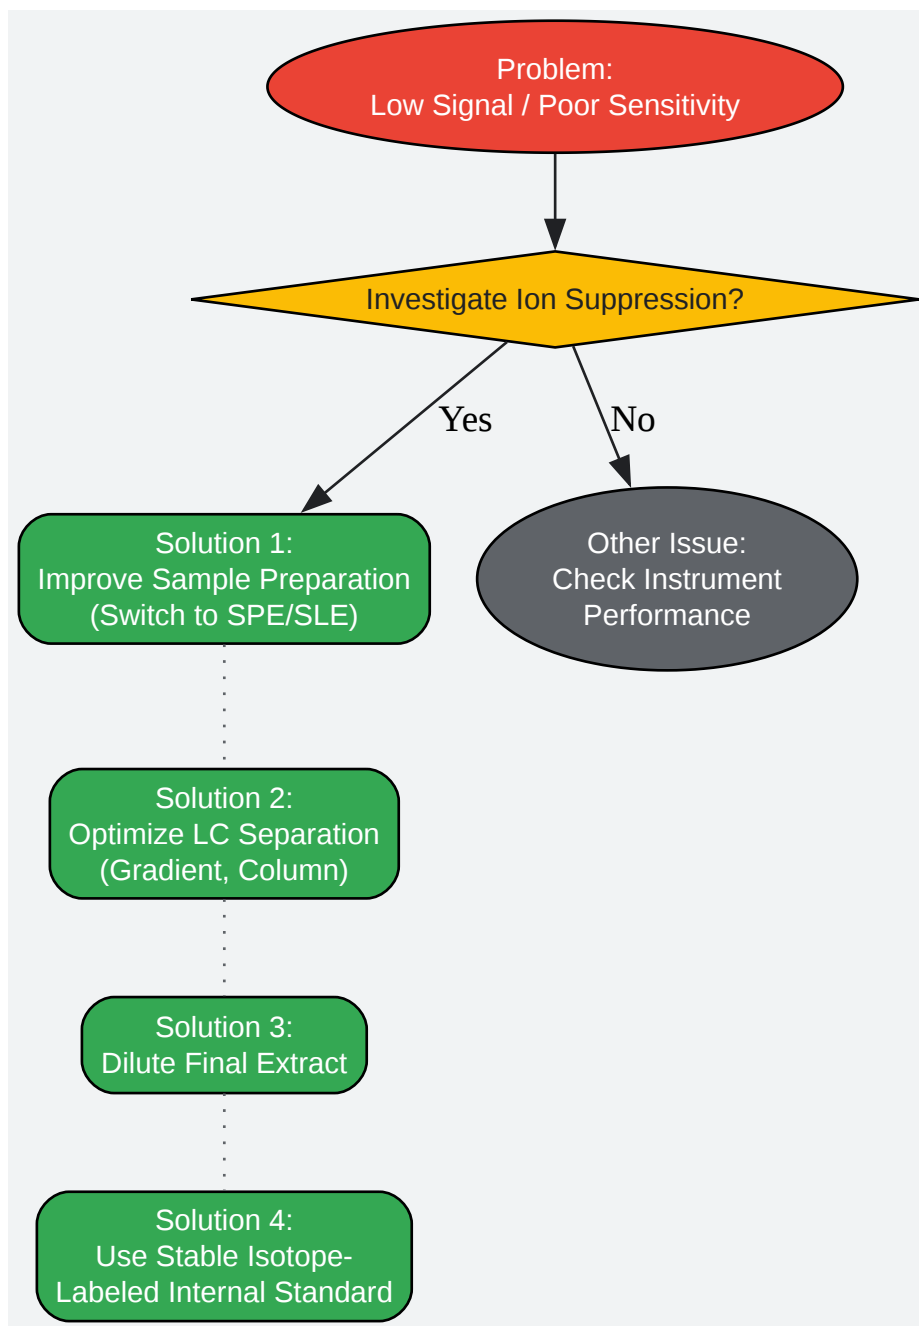 Problem:
Low Signal / Poor Sensitivity
Investigate Ion Suppression?
Yes
No
Solution 1:
Improve Sample Preparation
(Switch to SPE/SLE)
Other Issue:
Check Instrument
Performance
Solution 2:
Optimize LC Separation
(Gradient, Column)
Solution 3:
Dilute Final Extract
Solution 4:
Use Stable Isotope-
Labeled Internal Standard